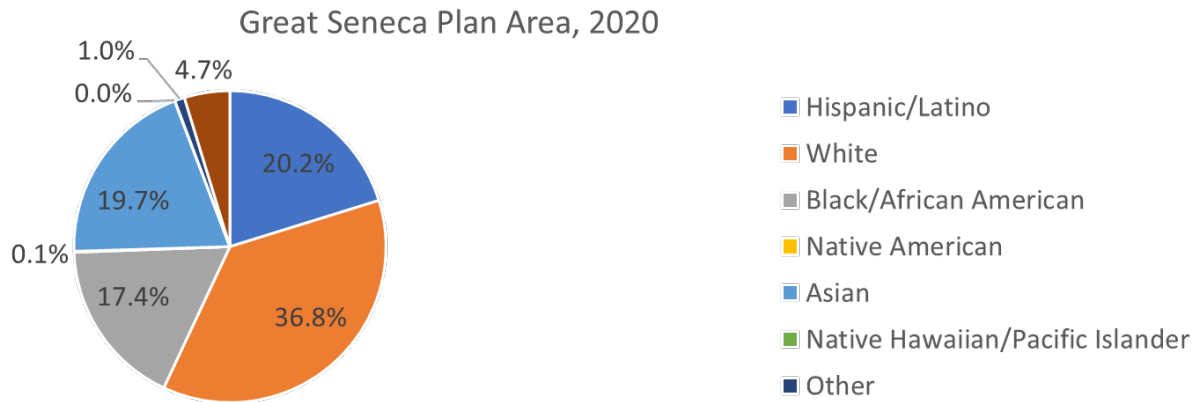 Great Seneca Plan Area, 2020
1.0%
4.7%
0.0%
20.2%
19.7%
0.1%
17.4%
36.8%
Hispanic/Latino
White
Black/African American
Native American
Asian
Native Hawaiian/Pacific Islander
Other